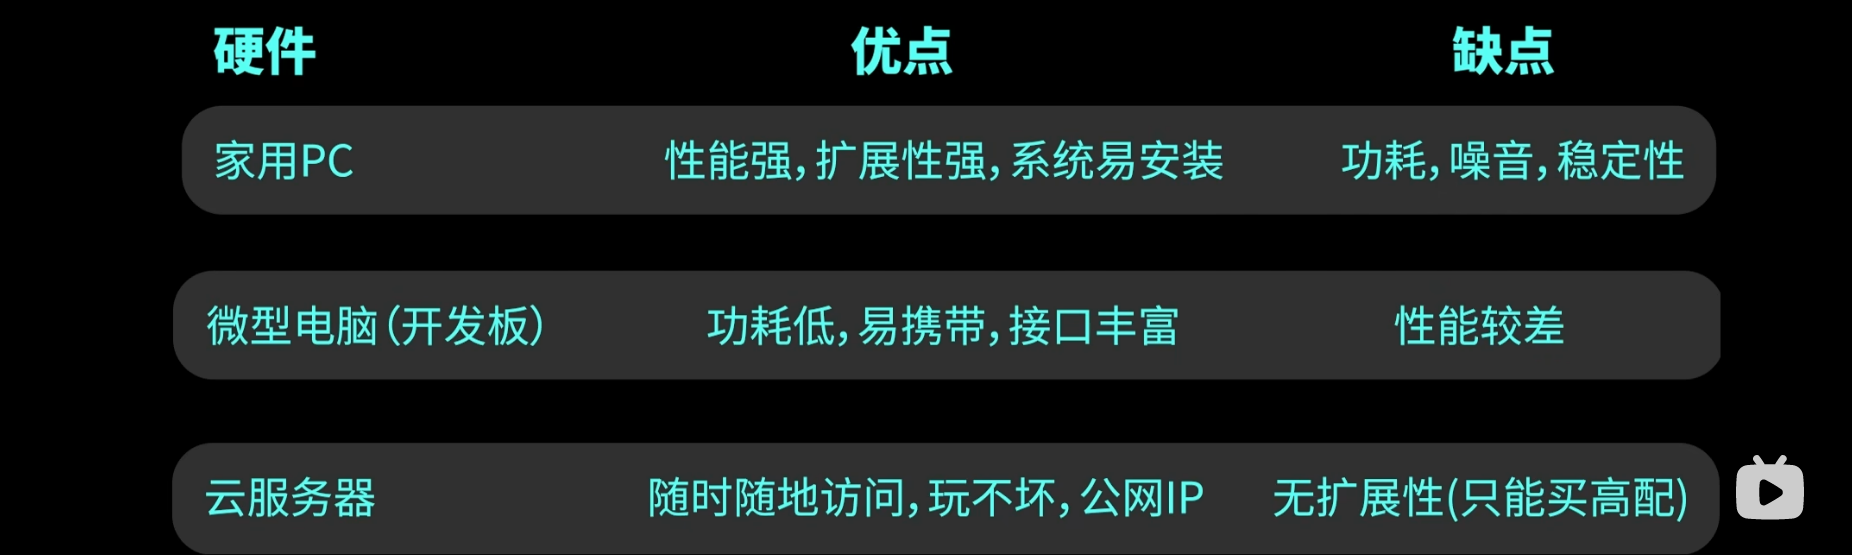 硬件 优点 缺点
家用PC 性能强，扩展性强，系统易安装 功耗，噪音，稳定性
微型电脑（开发板） 功耗低，易携带，接口丰富 性能较差
云服务器 随时随地访问，玩不坏，公网IP 无扩展性(只能买高配)